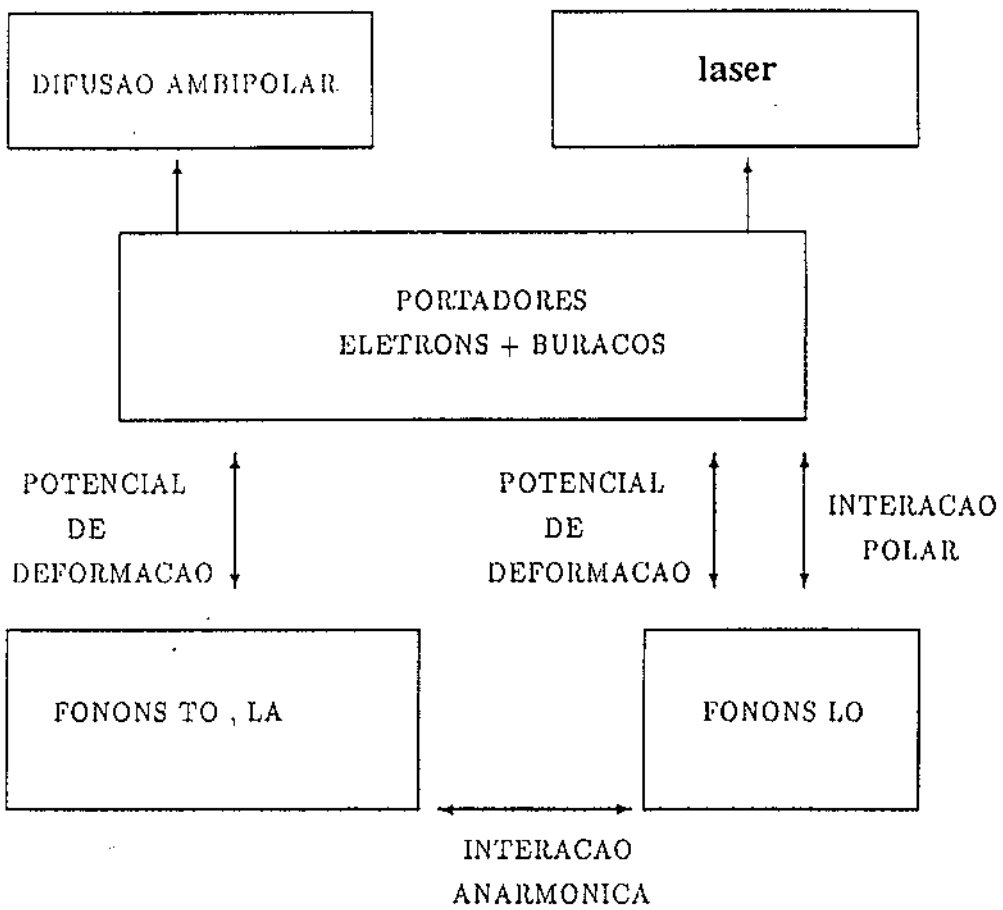 DIFUSAO AMBIPOLAR
laser
PORTADORES
ELETRONS + BURACOS
POTENCIAL
DE
DEFORMACAO
POTENCIAL
DE
DEFORMACAO
INTERACAO
POLAR
FONONS TO , LA
FONONS LO
INTERACAO
ANARMONICA